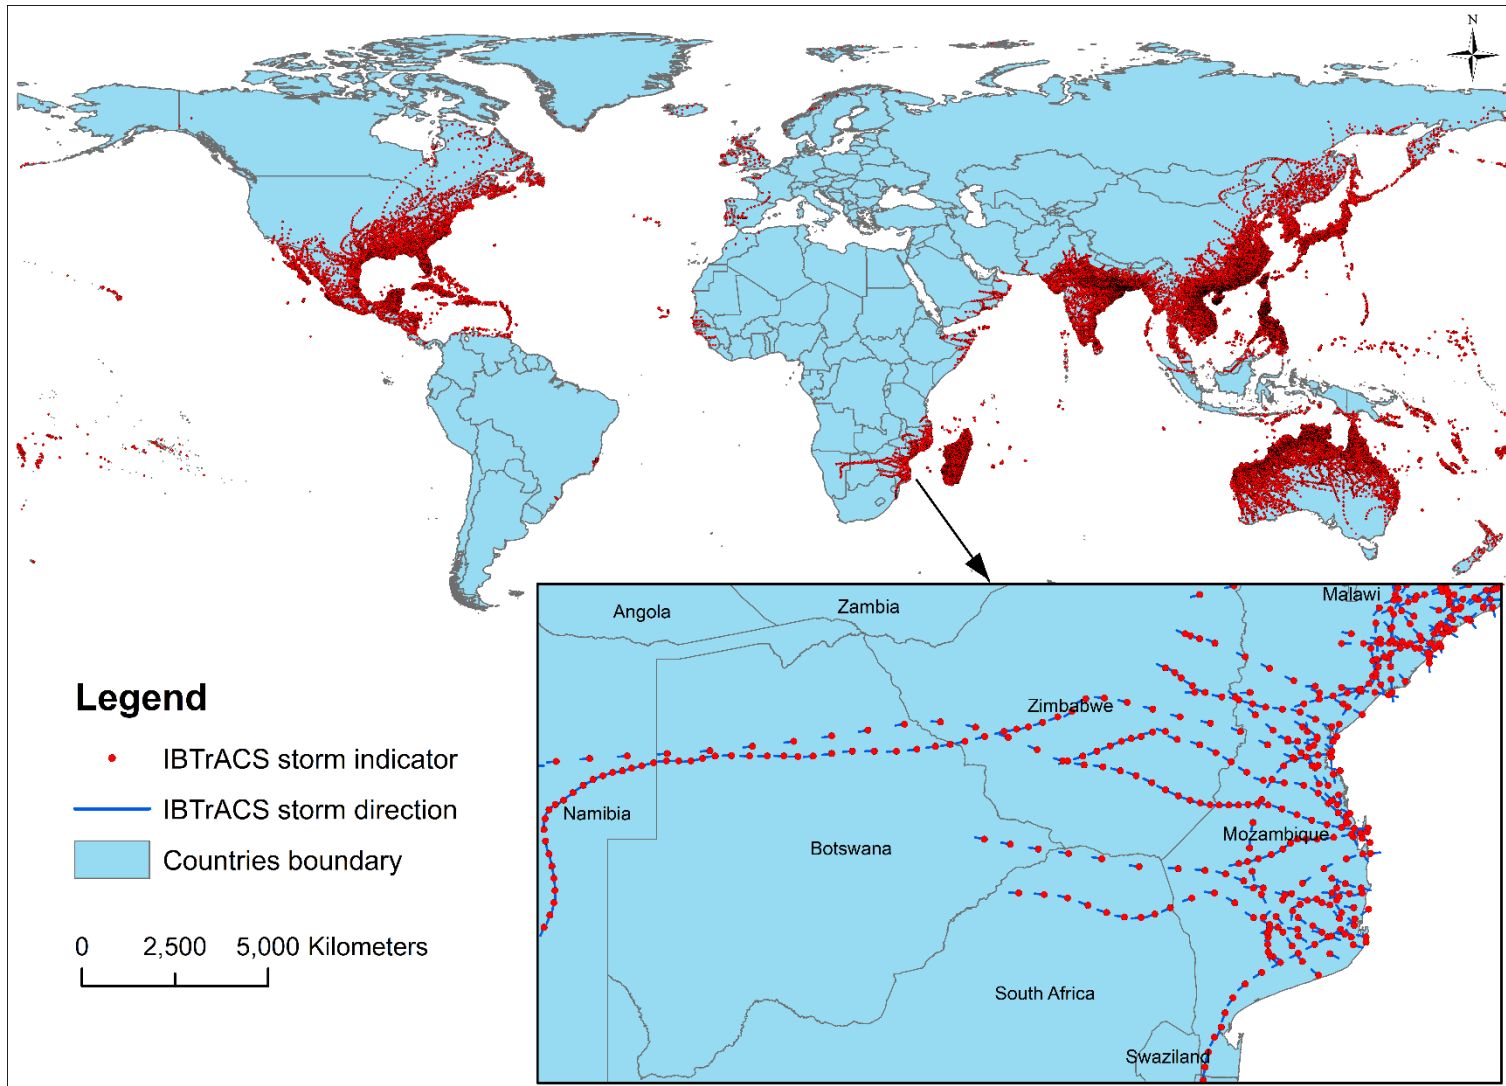 N
Malawi
Angola
Zambia
Zimbabwe
Namibia
Botswana
Mozambique
South Africa
Swaziland
Legend
IBTrACS storm indicator
IBTrACS storm direction
Countries boundary
0 2,500 5,000 Kilometers